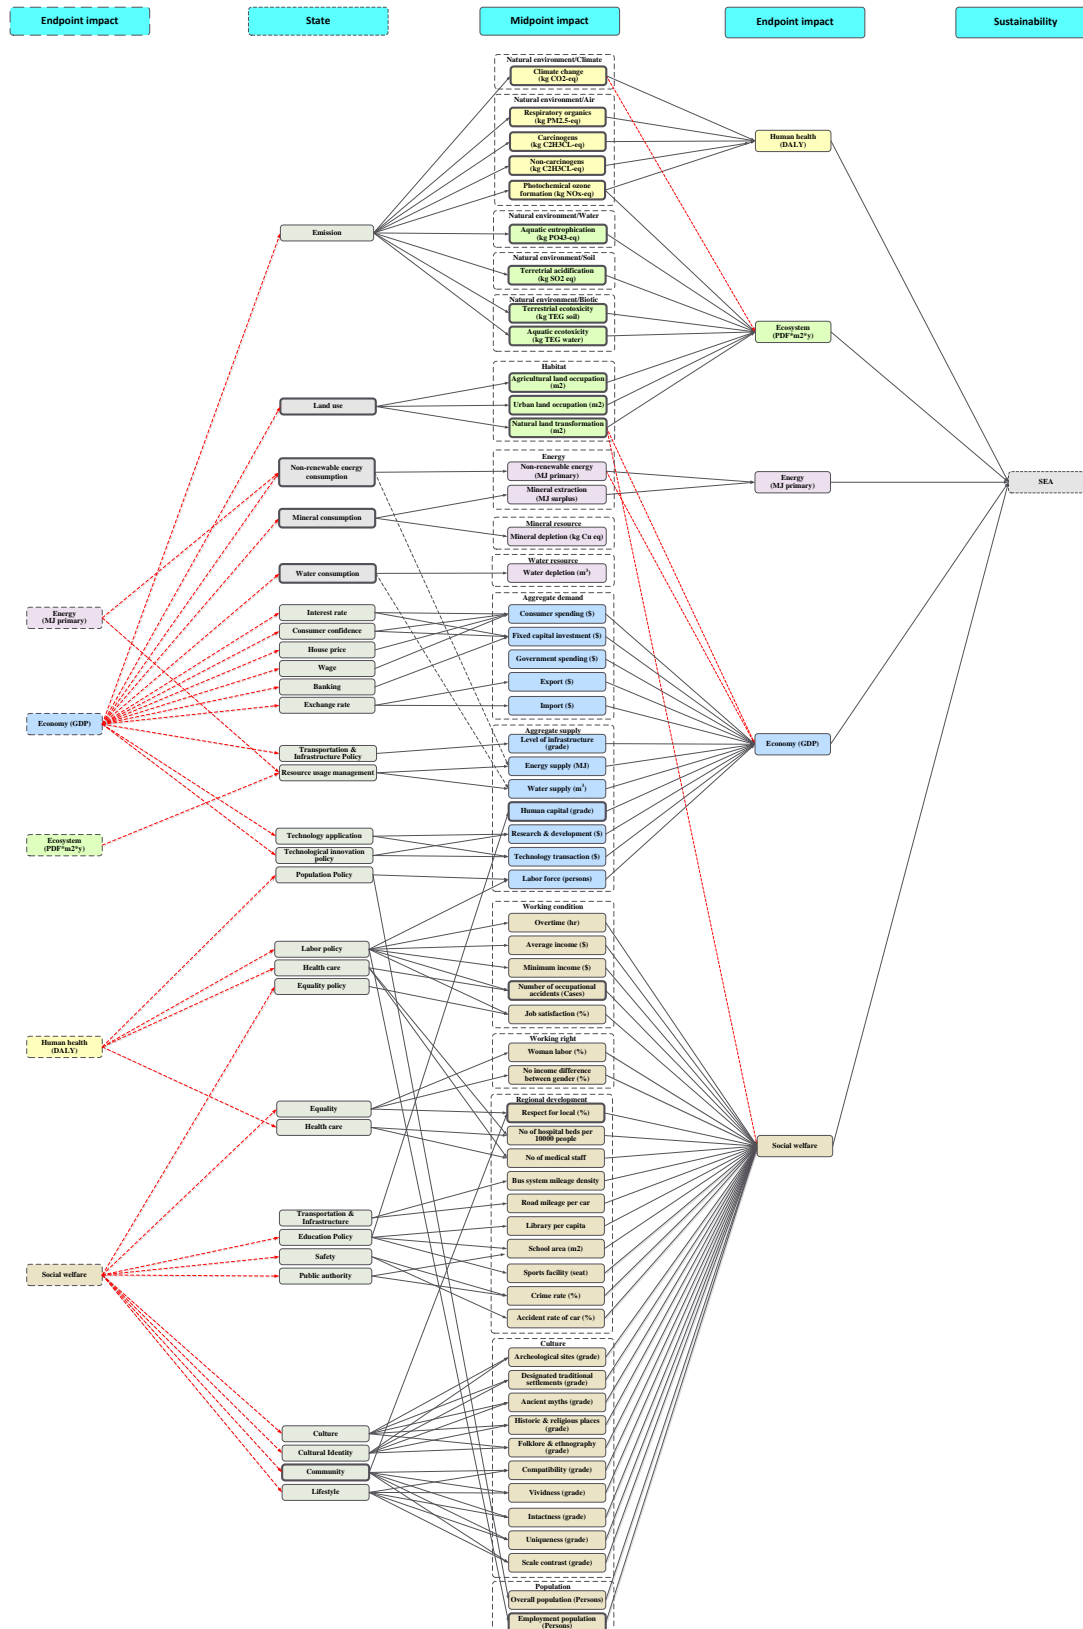 Endpoint impact
State
Midpoint impact
Endpoint impact
Sustainability
Natural environment/Climate
Climate change
(kg CO2-eq)
Natural environment/Air
Respiratory organics
(kg PM2.5-eq)
Carcinogens
(kg C2H3CL-eq)
Non-carcinogens
(kg C2H3CL-eq)
Photochemical ozone
formation (kg NOx-eq)
Natural environment/Water
Aquatic eutrophication
(kg PO43-eq)
Natural environment/Soil
Terretrial acidification
(kg SO2 eq)
Natural environment/Biotic
Terrestrial ecotoxicity
(kg TEG soil)
Aquatic ecotoxicity
(kg TEG water)
Habitat
Agricultural land occupation
(m2)
Urban land occupation (m2)
Natural land transformation
(m2)
Energy
Non-renewable energy
(MJ primary)
Mineral extraction
(MJ surplus)
Mineral resource
Mineral depletion (kg Cu eq)
Water resource
Water depletion (m³)
Aggregate demand
Consumer spending ($)
Fixed capital investment ($)
Government spending ($)
Export ($)
Import ($)
Aggregate supply
Level of infrastructure
(grade)
Energy supply (MJ)
Water supply (m³)
Human capital (grade)
Research & development ($)
Technology transaction ($)
Labor force (persons)
Working condition
Overtime (hr)
Average income ($)
Minimum income ($)
Number of occupational
accidents (Cases)
Job satisfaction (%)
Working right
Woman labor (%)
No income difference
between gender (%)
Regional development
Respect for local (%)
No of hospital beds per
10000 people
No of medical staff
Bus system mileage density
Road mileage per car
Library per capita
School area (m2)
Sports facility (seat)
Crime rate (%)
Accident rate of car (%)
Culture
Archeological sites (grade)
Designated traditional
settlements (grade)
Ancient myths (grade)
Historic & religious places
(grade)
Folklore & ethnography
(grade)
Compatibility (grade)
Vividness (grade)
Intactness (grade)
Uniqueness (grade)
Scale contrast (grade)
Population
Overall population (Persons)
Employment population
(Persons)
Emission
Land use
Non-renewable energy
consumption
Mineral consumption
Water consumption
Interest rate
Consumer confidence
House price
Wage
Banking
Exchange rate
Transportation &
Infrastructure Policy
Resource usage management
Technology application
Technological innovation
policy
Population Policy
Labor policy
Health care
Equality policy
Equality
Health care
Transportation &
Infrastructure
Education Policy
Safety
Public authority
Culture
Cultural Identity
Community
Lifestyle
Energy
(MJ primary)
Economy (GDP)
Ecosystem
(PDF*m2*y)
Human health
(DALY)
Social welfare
Human health
(DALY)
Ecosystem
(PDF*m2*y)
Energy
(MJ primary)
Economy (GDP)
Social welfare
SEA